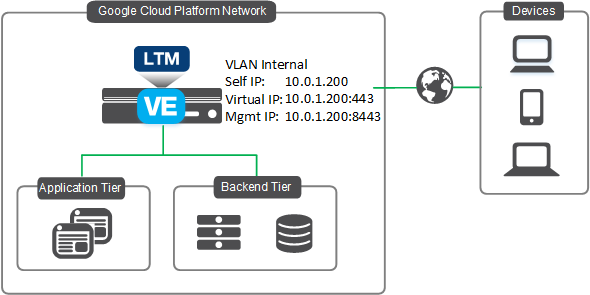 Google Cloud Platform Network
Devices
LTM
VE
VLAN Internal
Self IP: 10.0.1.200
Virtual IP: 10.0.1.200:443
Mgmt IP: 10.0.1.200:8443
Application Tier
Backend Tier